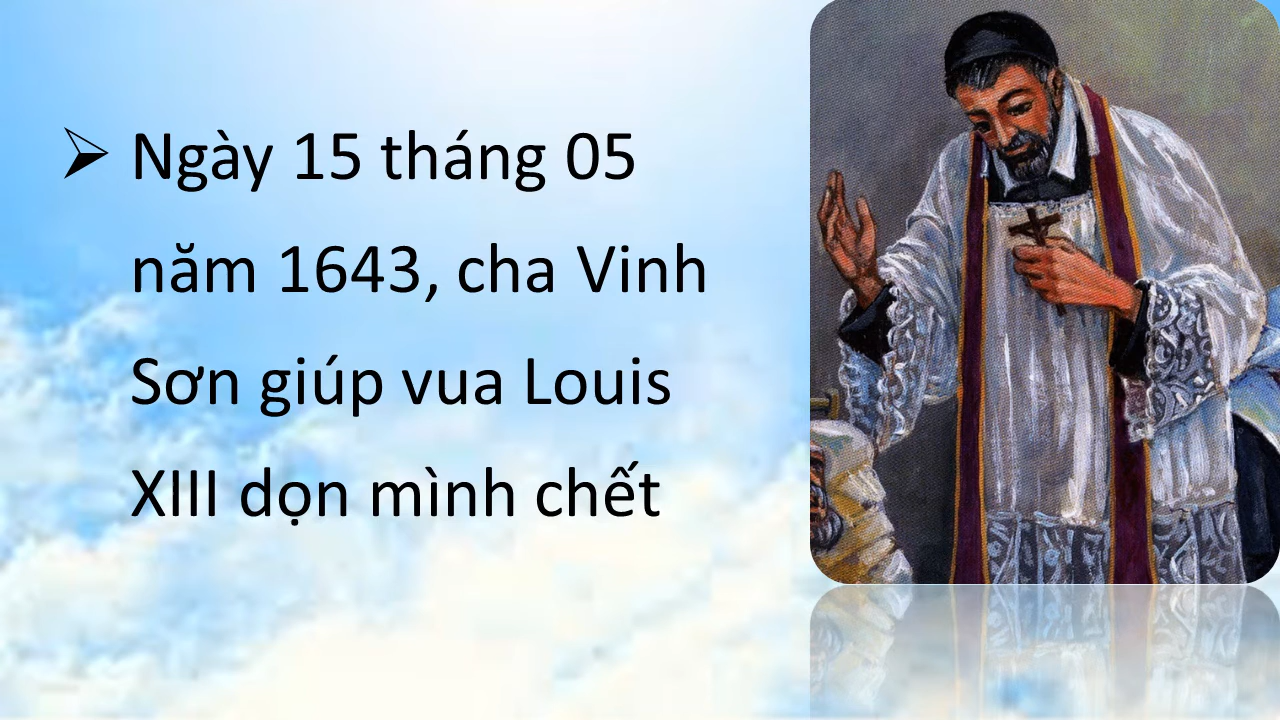 Ngày 15 tháng 05
năm 1643, cha Vinh
Sơn giúp vua Louis
XIII dọn mình chết